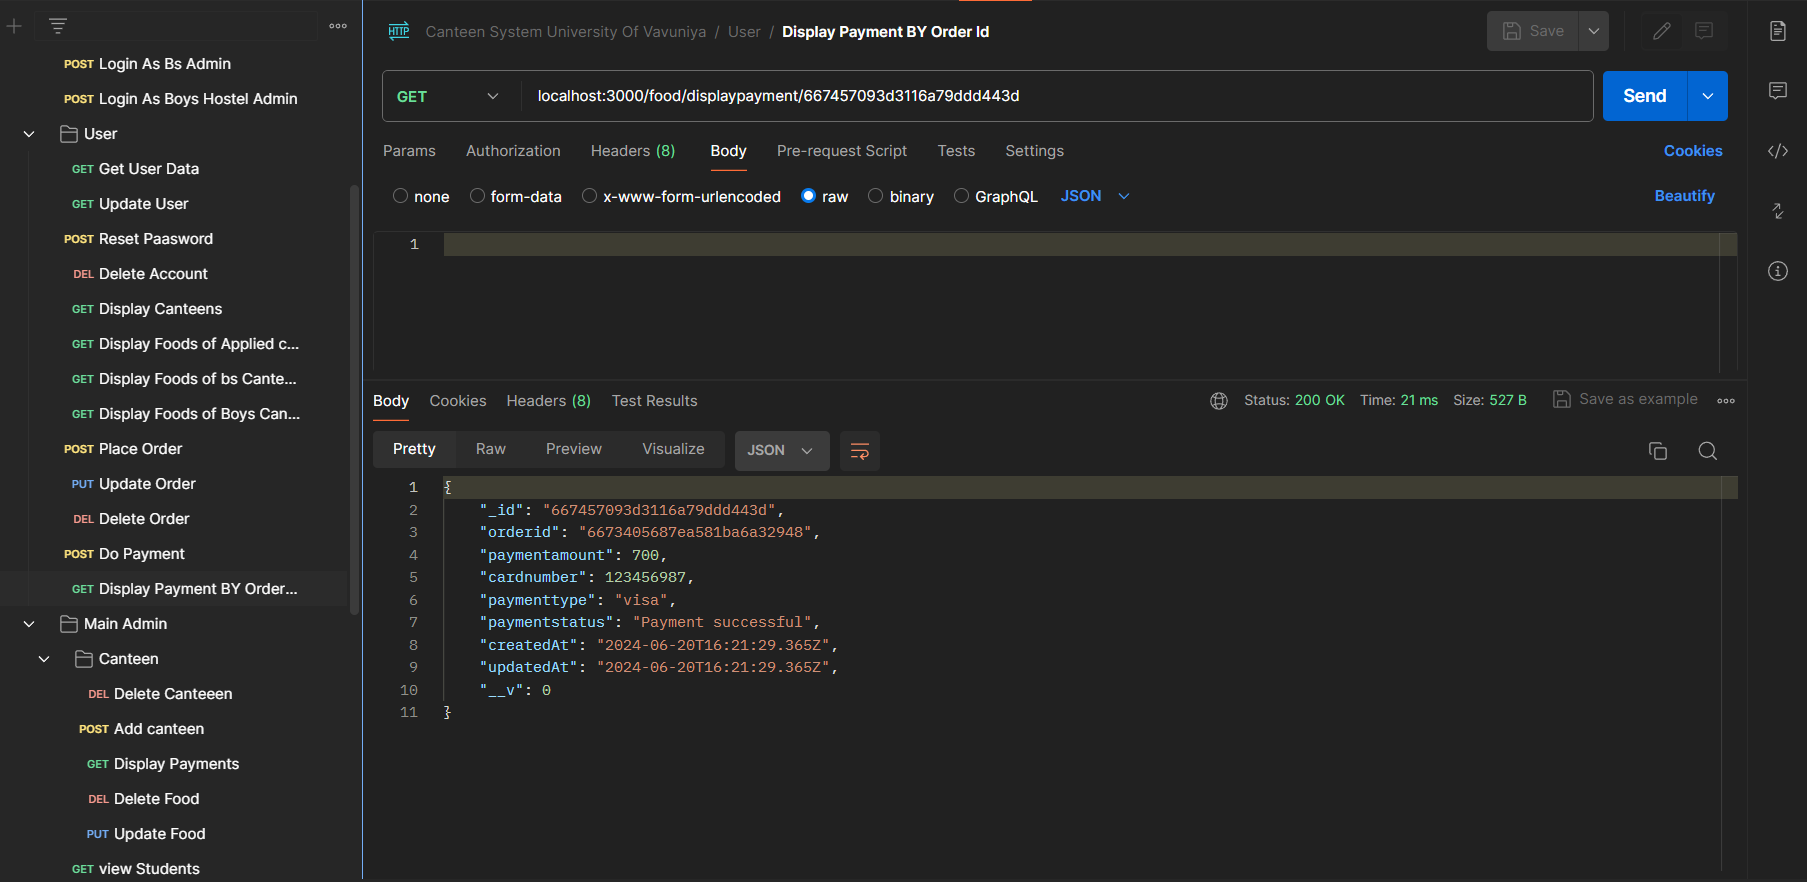 POST Login As Bs Admin
POST Login As Boys Hostel Admin
User
GET Get User Data
GET Update User
POST Reset Paasword
DEL Delete Account
GET Display Canteens
GET Display Foods of Applied c...
GET Display Foods of bs Cante...
GET Display Foods of Boys Can...
POST Place Order
PUT Update Order
DEL Delete Order
POST Do Payment
GET Display Payment BY Order...
Main Admin
Canteen
DEL Delete Canteeen
POST Add canteen
GET Display Payments
DEL Delete Food
PUT Update Food
GET view Students
HTTP Canteen System University Of Vavuniya / User / Display Payment BY Order Id
Save
GET localhost:3000/food/displaypayment/667457093d3116a79ddd443d
Send
Params Authorization Headers (8) Body Pre-request Script Tests Settings Cookies
none form-data x-www-form-urlencoded raw binary GraphQL JSON Beautify
1
Body Cookies Headers (8) Test Results Status: 200 OK Time: 21 ms Size: 527 B Save as example
Pretty Raw Preview Visualize JSON
1 {
2 "_id": "667457093d3116a79ddd443d",
3 "orderid": "6673405687ea581ba6a32948",
4 "paymentamount": 700,
5 "cardnumber": 123456987,
6 "paymenttype": "visa",
7 "paymentstatus": "Payment successful",
8 "createdAt": "2024-06-20T16:21:29.365Z",
9 "updatedAt": "2024-06-20T16:21:29.365Z",
10 "__v": 0
11 }